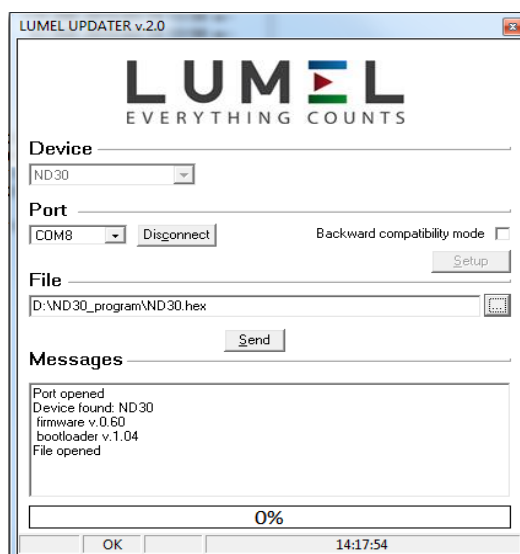 LUMEL UPDATER v.2.0
LUMEL
EVERYTHING COUNTS
Device
ND30
Port
COM8 Disconnect Backward compatibility mode
Setup
File
D:\ND30_program\ND30.hex ...
Send
Messages
Port opened
Device found: ND30
firmware v.0.60
bootloader v.1.04
File opened
0%
OK 14:17:54